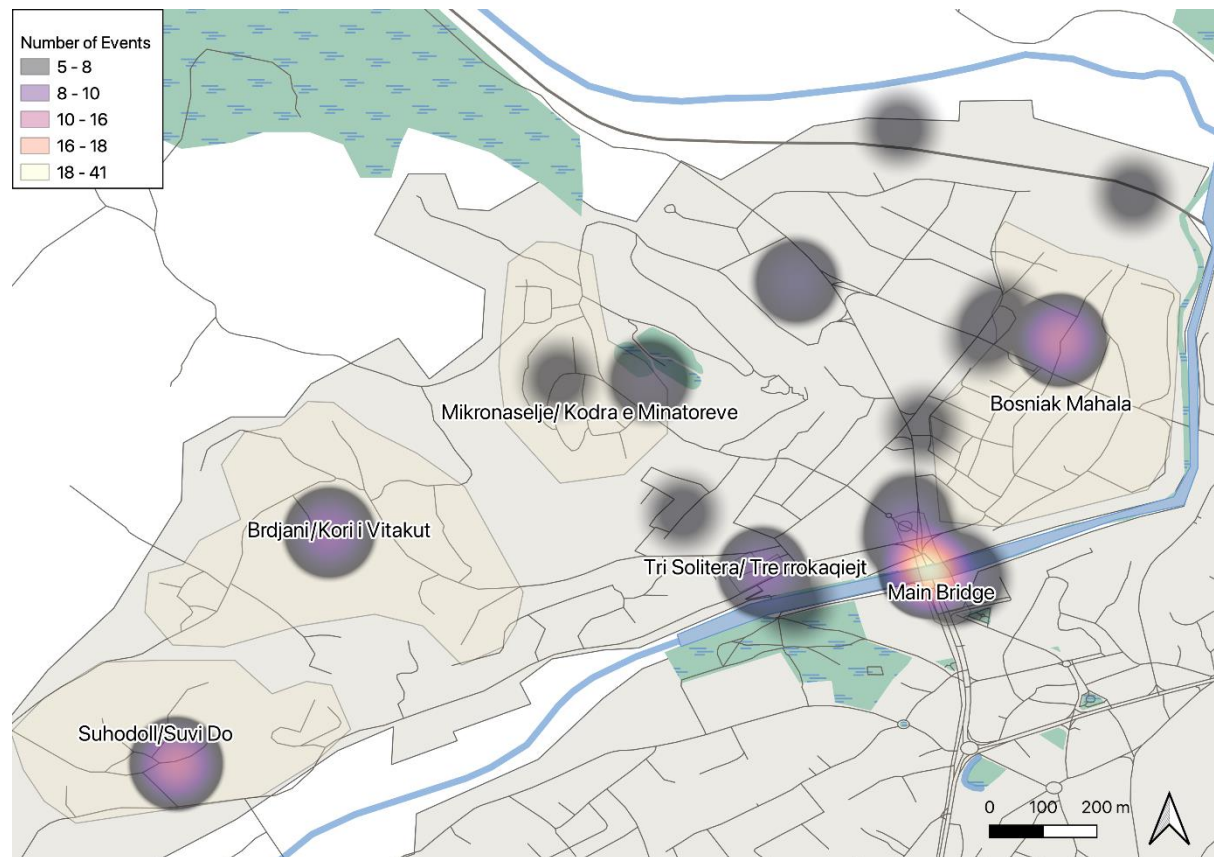 Number of Events
5 - 8
8 - 10
10 - 16
16 - 18
18 - 41
Mikronaselje/ Kodra e Minatoreve
Bosniak Mahala
Brdjani/Kori i Vitakut
Tri Solitera/ Tre rrokaqiejt
Main Bridge
Suhodoll/Suvi Do
0 100 200 m